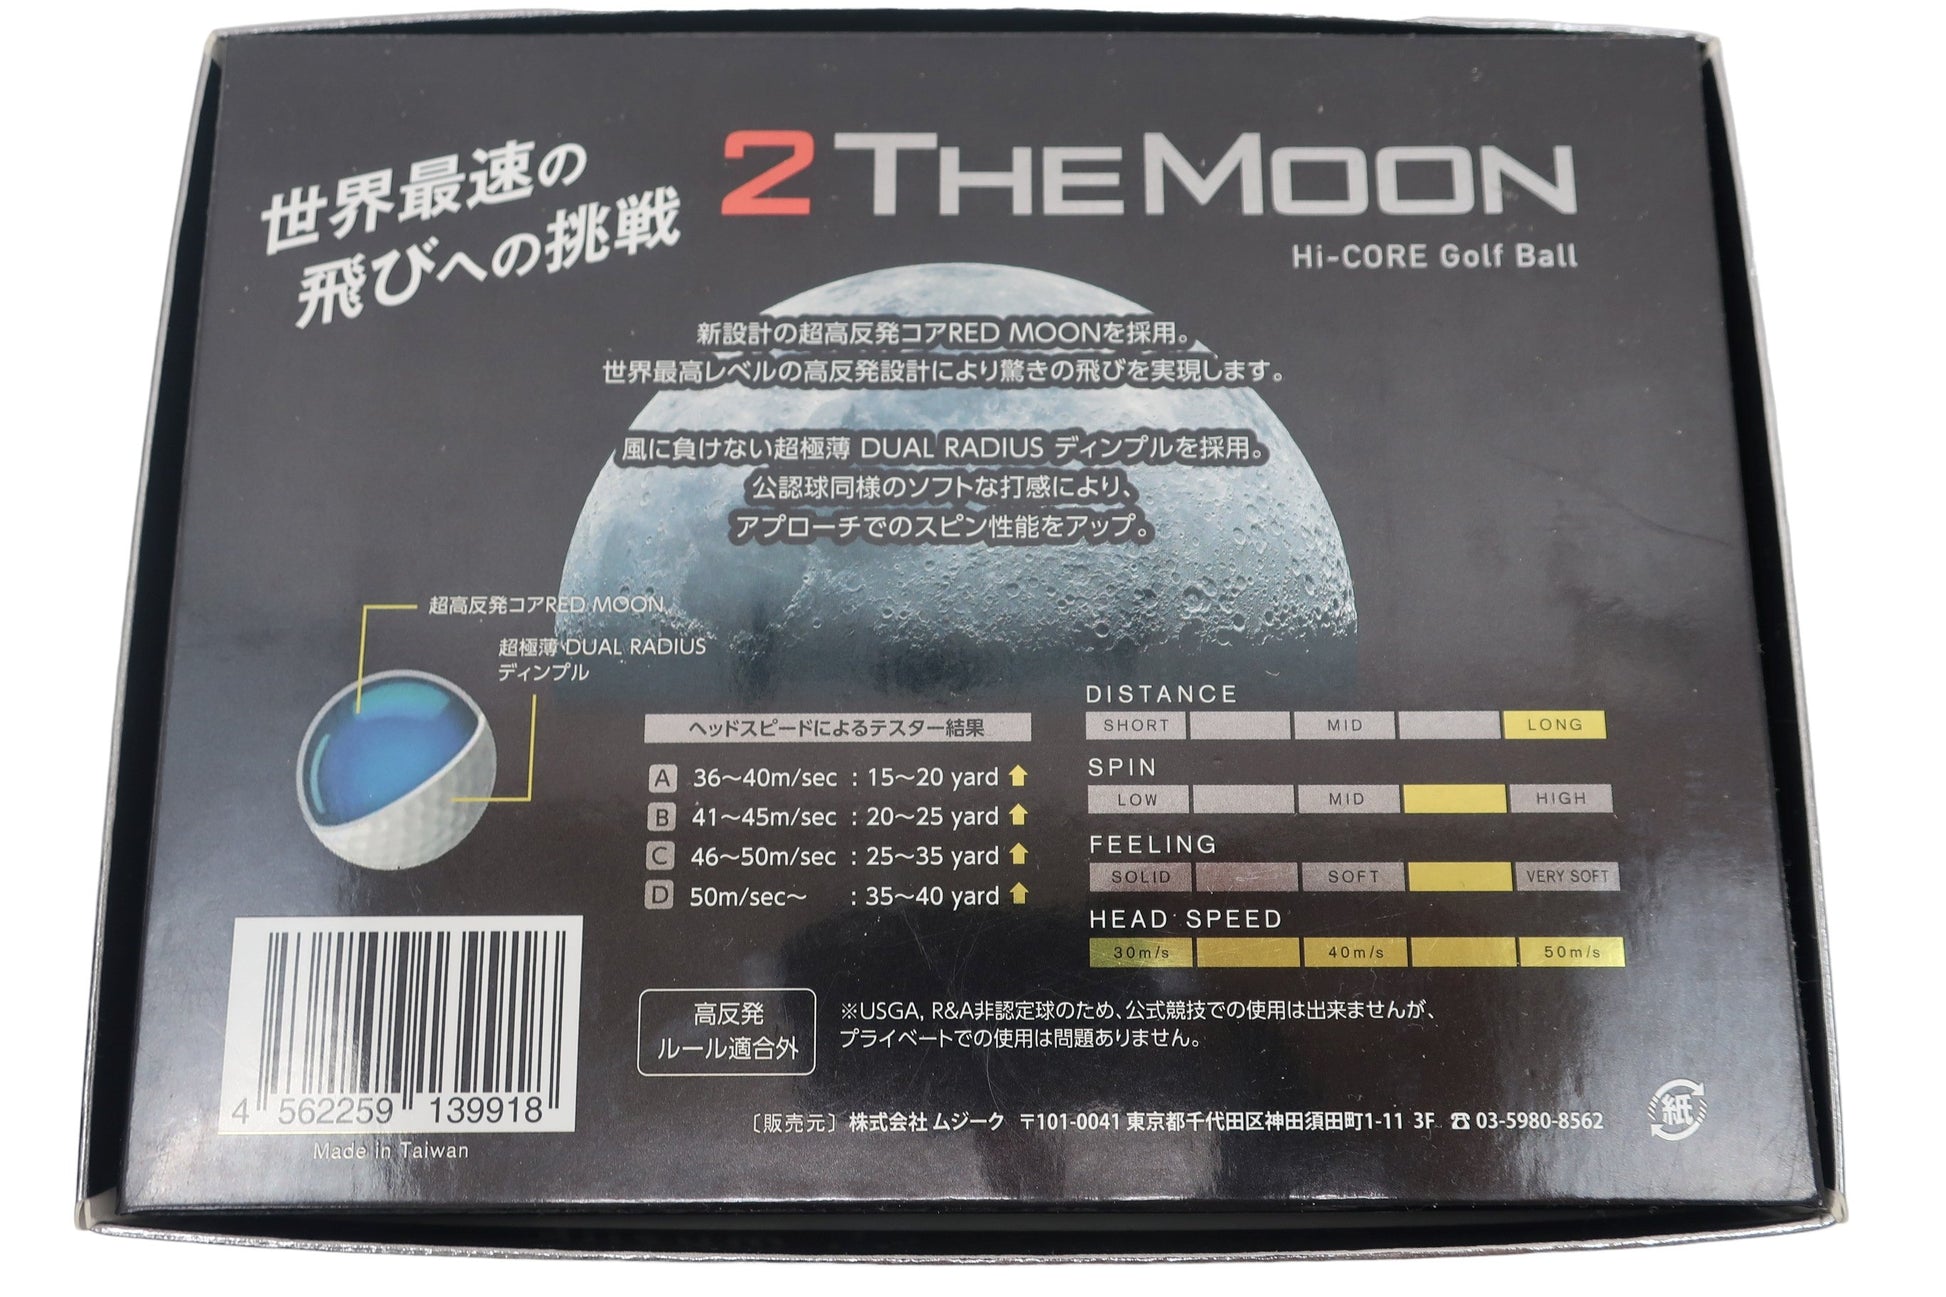 世界最速の
飛びへの挑戦
2 THE MOON
Hi-CORE Golf Ball
新設計の超高反発コアRED MOONを採用。
世界最高レベルの高反発設計により驚きの飛びを実現します。
風に負けない超極薄 DUAL RADIUS ディンプルを採用。
公認球同様のソフトな打感により、
アプローチでのスピン性能をアップ。
超高反発コアRED MOON
超極薄 DUAL RADIUS
ディンプル
ヘッドスピードによるテスター結果
A 36～40m/sec : 15～20 yard
B 41～45m/sec : 20～25 yard
C 46～50m/sec : 25～35 yard
D 50m/sec～ : 35～40 yard
DISTANCE
SHORT MID LONG
SPIN
LOW MID HIGH
FEELING
SOLID SOFT VERY SOFT
HEAD SPEED
30m/s 40m/s 50m/s
高反発
ルール適合外
※USGA, R&A非認定球のため、公式競技での使用は出来ませんが、
プライベートでの使用は問題ありません。
4 562259 139918
Made in Taiwan
〔販売元〕 株式会社 ムジーク 〒101-0041 東京都千代田区神田須田町1-11 3F ☎ 03-5980-8562
紙